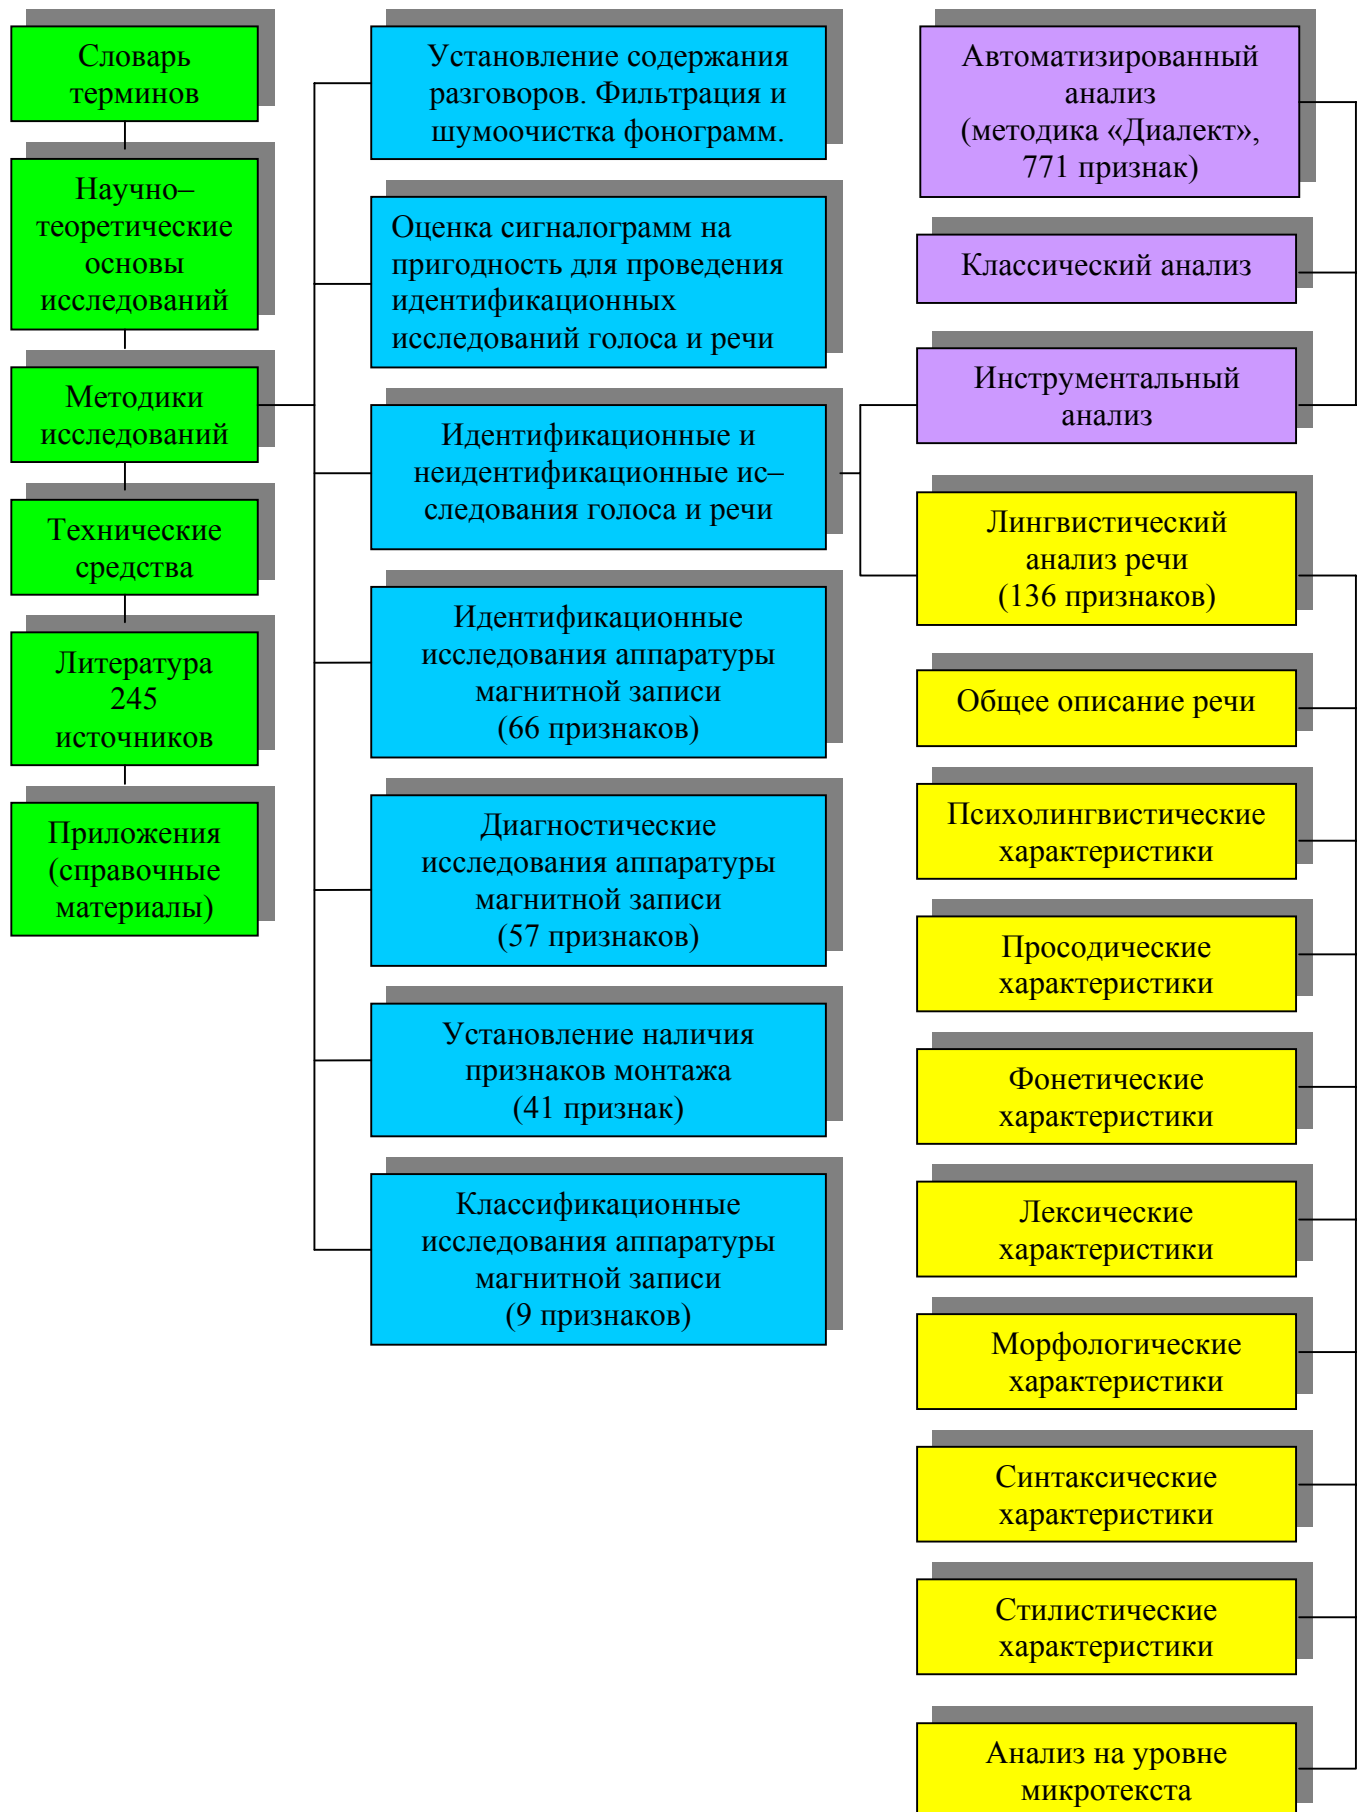 Словарь
терминов
Научно–
теоретические
основы
исследований
Методики
исследований
Технические
средства
Литература
245
источников
Приложения
(справочные
материалы)
Установление содержания
разговоров. Фильтрация и
шумоочистка фонограмм.
Оценка сигналограмм на
пригодность для проведения
идентификационных
исследований голоса и речи
Идентификационные и
неидентификационные ис–
следования голоса и речи
Идентификационные
исследования аппаратуры
магнитной записи
(66 признаков)
Диагностические
исследования аппаратуры
магнитной записи
(57 признаков)
Установление наличия
признаков монтажа
(41 признак)
Классификационные
исследования аппаратуры
магнитной записи
(9 признаков)
Автоматизированный
анализ
(методика «Диалект»,
771 признак)
Классический анализ
Инструментальный
анализ
Лингвистический
анализ речи
(136 признаков)
Общее описание речи
Психолингвистические
характеристики
Просодические
характеристики
Фонетические
характеристики
Лексические
характеристики
Морфологические
характеристики
Синтаксические
характеристики
Стилистические
характеристики
Анализ на уровне
микротекста